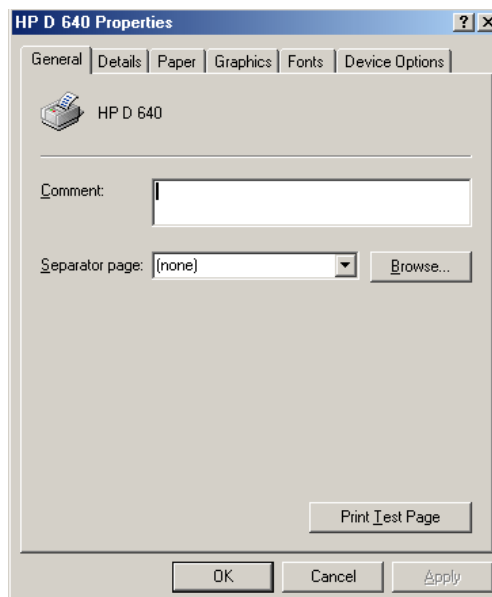 HP D 640 Properties
General Details Paper Graphics Fonts Device Options
HP D 640
Comment:
Separator page: (none) Browse...
Print Test Page
OK Cancel Apply